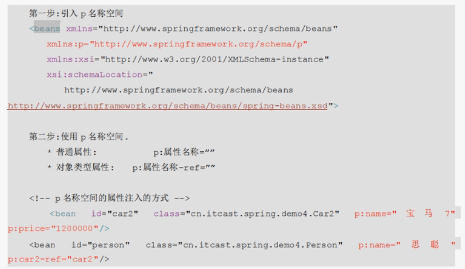 第一步:引入 p 名称空间
<beans xmlns="http://www.springframework.org/schema/beans"
xmlns:p="http://www.springframework.org/schema/p"
xmlns:xsi="http://www.w3.org/2001/XMLSchema-instance"
xsi:schemaLocation="
http://www.springframework.org/schema/beans
http://www.springframework.org/schema/beans/spring-beans.xsd">
第二步:使用 p 名称空间.
* 普通属性: p:属性名称=""
* 对象类型属性: p:属性名称-ref=""
<!-- p 名称空间的属性注入的方式 -->
<bean id="car2" class="cn.itcast.spring.demo4.Car2" p:name=" 宝 马 7"
p:price="1200000"/>
<bean id="person" class="cn.itcast.spring.demo4.Person" p:name=" 思 聪 "
p:car2-ref="car2"/>